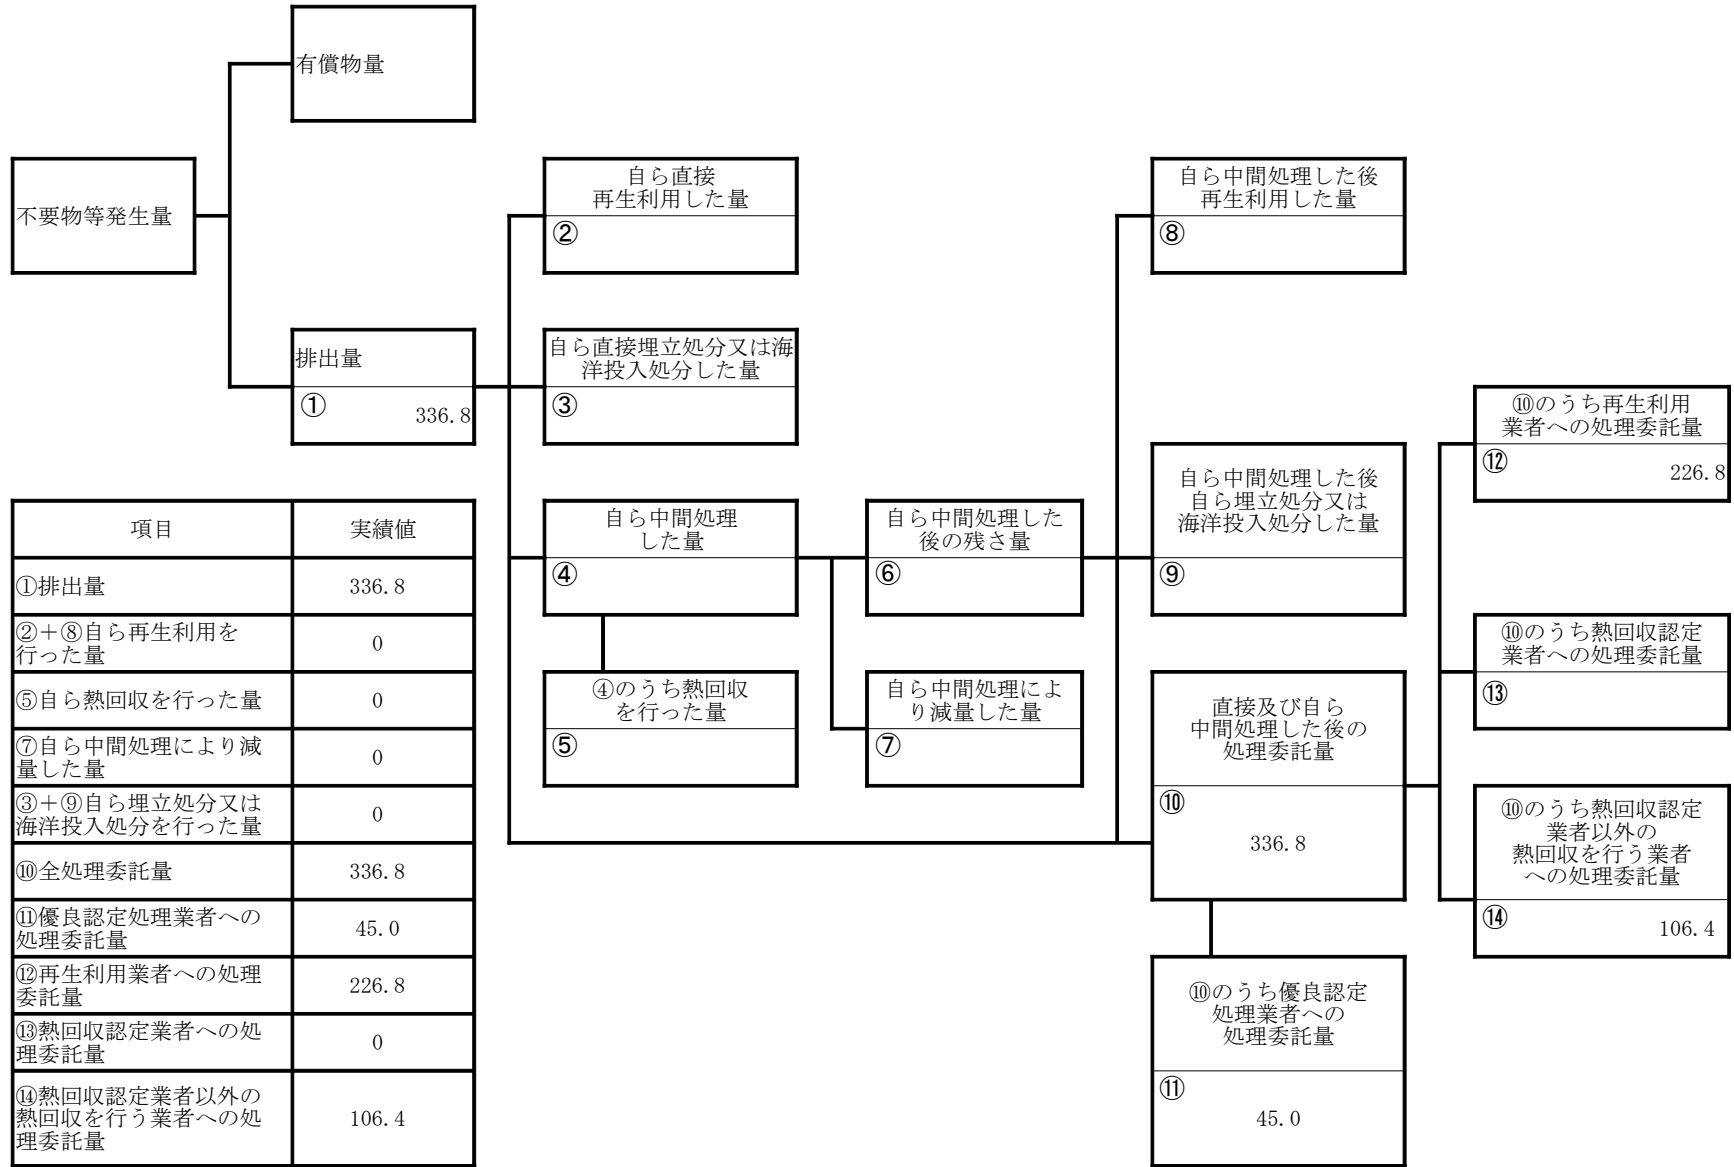 有償物量
不要物等発生量
自ら直接
再生利用した量
②
自ら中間処理した後
再生利用した量
⑧
排出量
①
336.8
自ら直接埋立処分又は海
洋投入処分した量
③
⑩のうち再生利用
業者への処理委託量
⑫
226.8
自ら中間処理
した量
④
自ら中間処理した
後の残さ量
⑥
自ら中間処理した後
自ら埋立処分又は
海洋投入処分した量
⑨
⑩のうち熱回収認定
業者への処理委託量
⑬
④のうち熱回収
を行った量
⑤
自ら中間処理によ
り減量した量
⑦
直接及び自ら
中間処理した後の
処理委託量
⑩
336.8
⑩のうち熱回収認定
業者以外の
熱回収を行う業者
への処理委託量
⑭
106.4
⑩のうち優良認定
処理業者への
処理委託量
⑪
45.0
項目 実績値
①排出量 336.8
②＋⑧自ら再生利用を
行った量 0
⑤自ら熱回収を行った量 0
⑦自ら中間処理により減
量した量 0
③＋⑨自ら埋立処分又は
海洋投入処分を行った量 0
⑩全処理委託量 336.8
⑪優良認定処理業者への
処理委託量 45.0
⑫再生利用業者への処理
委託量 226.8
⑬熱回収認定業者への処
理委託量 0
⑭熱回収認定業者以外の
熱回収を行う業者への処
理委託量 106.4